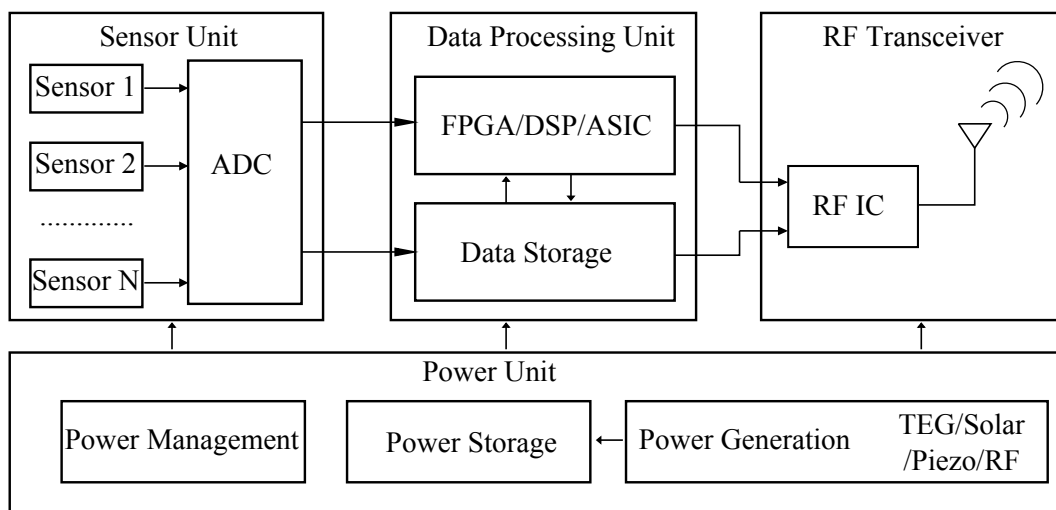 Sensor Unit
Sensor 1
Sensor 2
.............
Sensor N
ADC
Data Processing Unit
FPGA/DSP/ASIC
Data Storage
RF Transceiver
RF IC
Power Unit
Power Management
Power Storage
Power Generation
TEG/Solar
/Piezo/RF